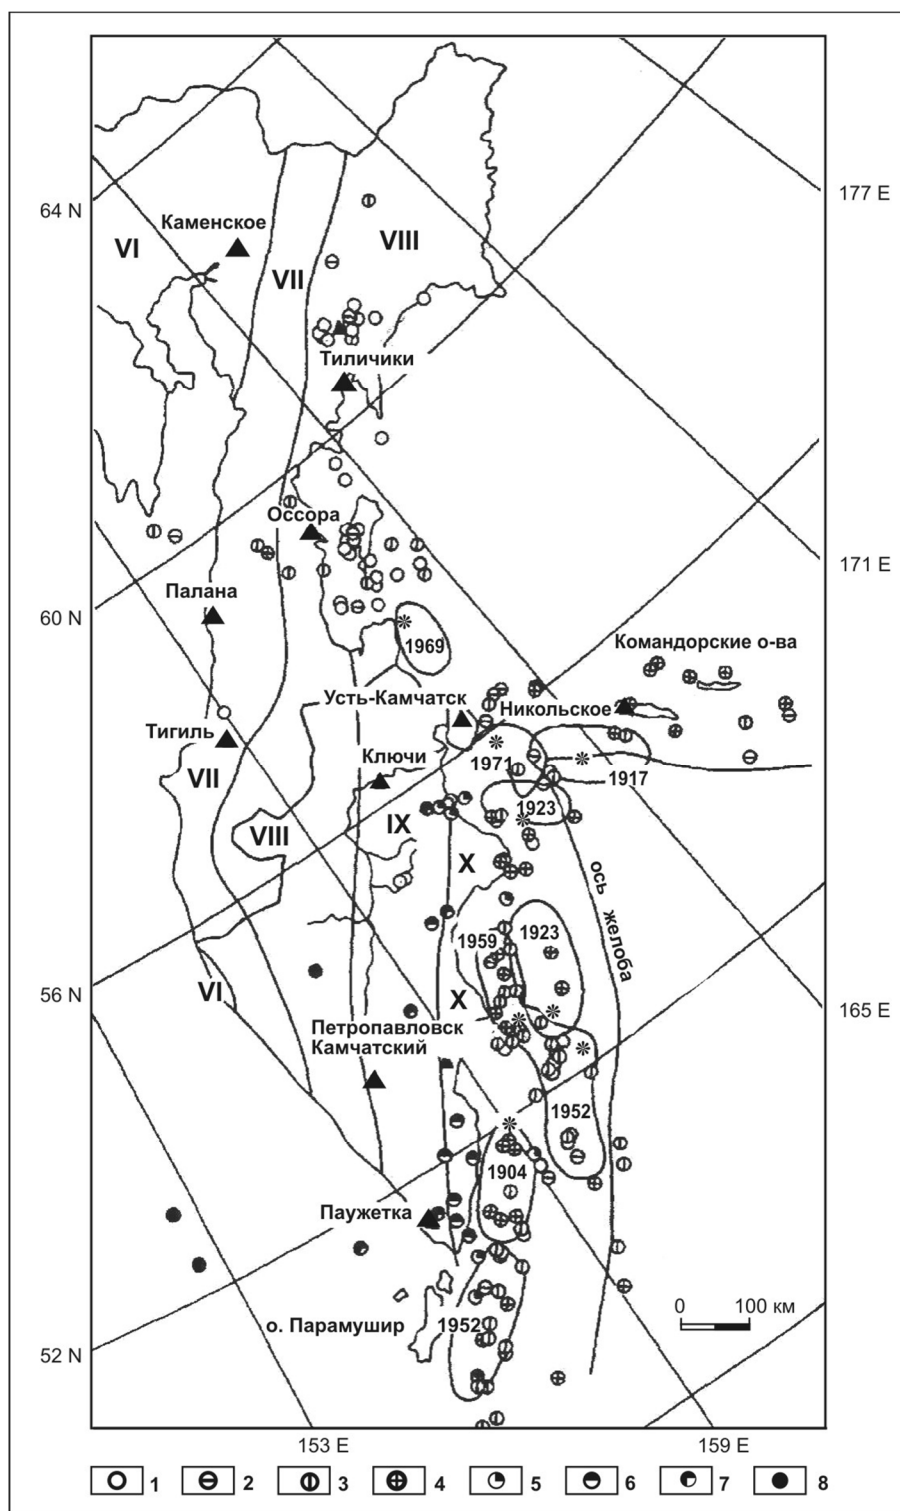 177 E
64 N
Каменское
VI
VIII
VII
Тиличики
Оссора
171 E
Палана
60 N
1969
Командорские о-ва
Усть-Камчатск
Никольское
Тигиль
1971
VII
Ключи
1917
1923
VIII
IX
X
ось желоба
1959
1923
56 N
VI
X
165 E
Петропавловск
Камчатский
1952
1904
Паужетка
0 100 км
о. Парамушир
1952
52 N
153 E
159 E
1 2 3 4 5 6 7 8